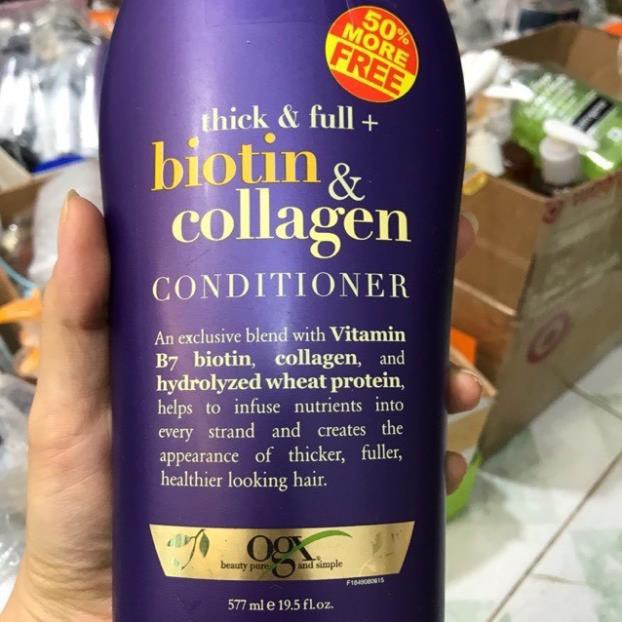 50%
MORE
FREE
thick & full +
biotin &
collagen
CONDITIONER
An exclusive blend with Vitamin
B7 biotin, collagen, and
hydrolyzed wheat protein,
helps to infuse nutrients into
every strand and creates the
appearance of thicker, fuller,
healthier looking hair.
ogx®
beauty pure and simple
F1849080615
577 ml e 19.5 fl.oz.